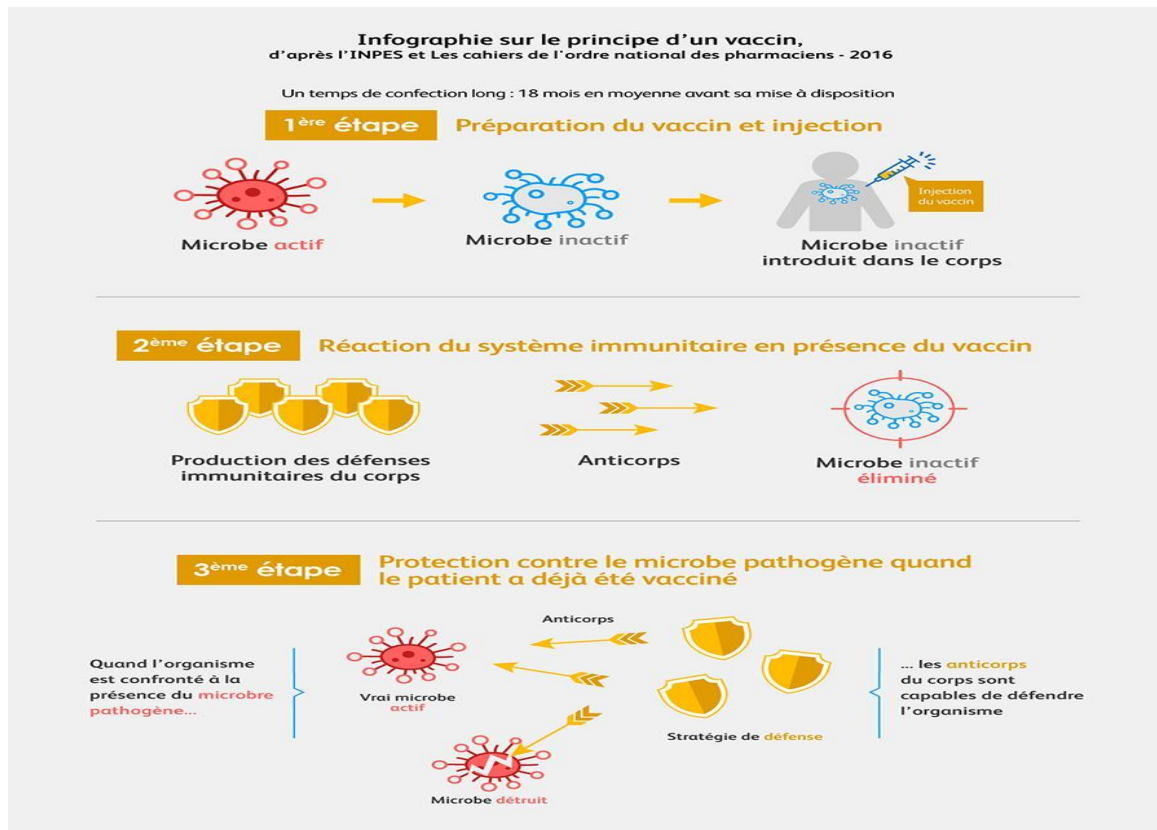 Infographie sur le principe d'un vaccin,
d'après l'INPES et Les cahiers de l'ordre national des pharmaciens - 2016
Un temps de confection long : 18 mois en moyenne avant sa mise à disposition
1ère étape
Préparation du vaccin et injection
Injection
du vaccin
Microbe actif
Microbe inactif
Microbe inactif
introduit dans le corps
2ème étape
Réaction du système immunitaire en présence du vaccin
Production des défenses
immunitaires du corps
Anticorps
Microbe inactif
éliminé
3ème étape
Protection contre le microbe pathogène quand
le patient a déjà été vacciné
Quand l'organisme
est confronté à la
présence du microbre
pathogène...
Anticorps
Vrai microbe
actif
Microbe détruit
Stratégie de défense
... les anticorps
du corps sont
capables de défendre
l'organisme